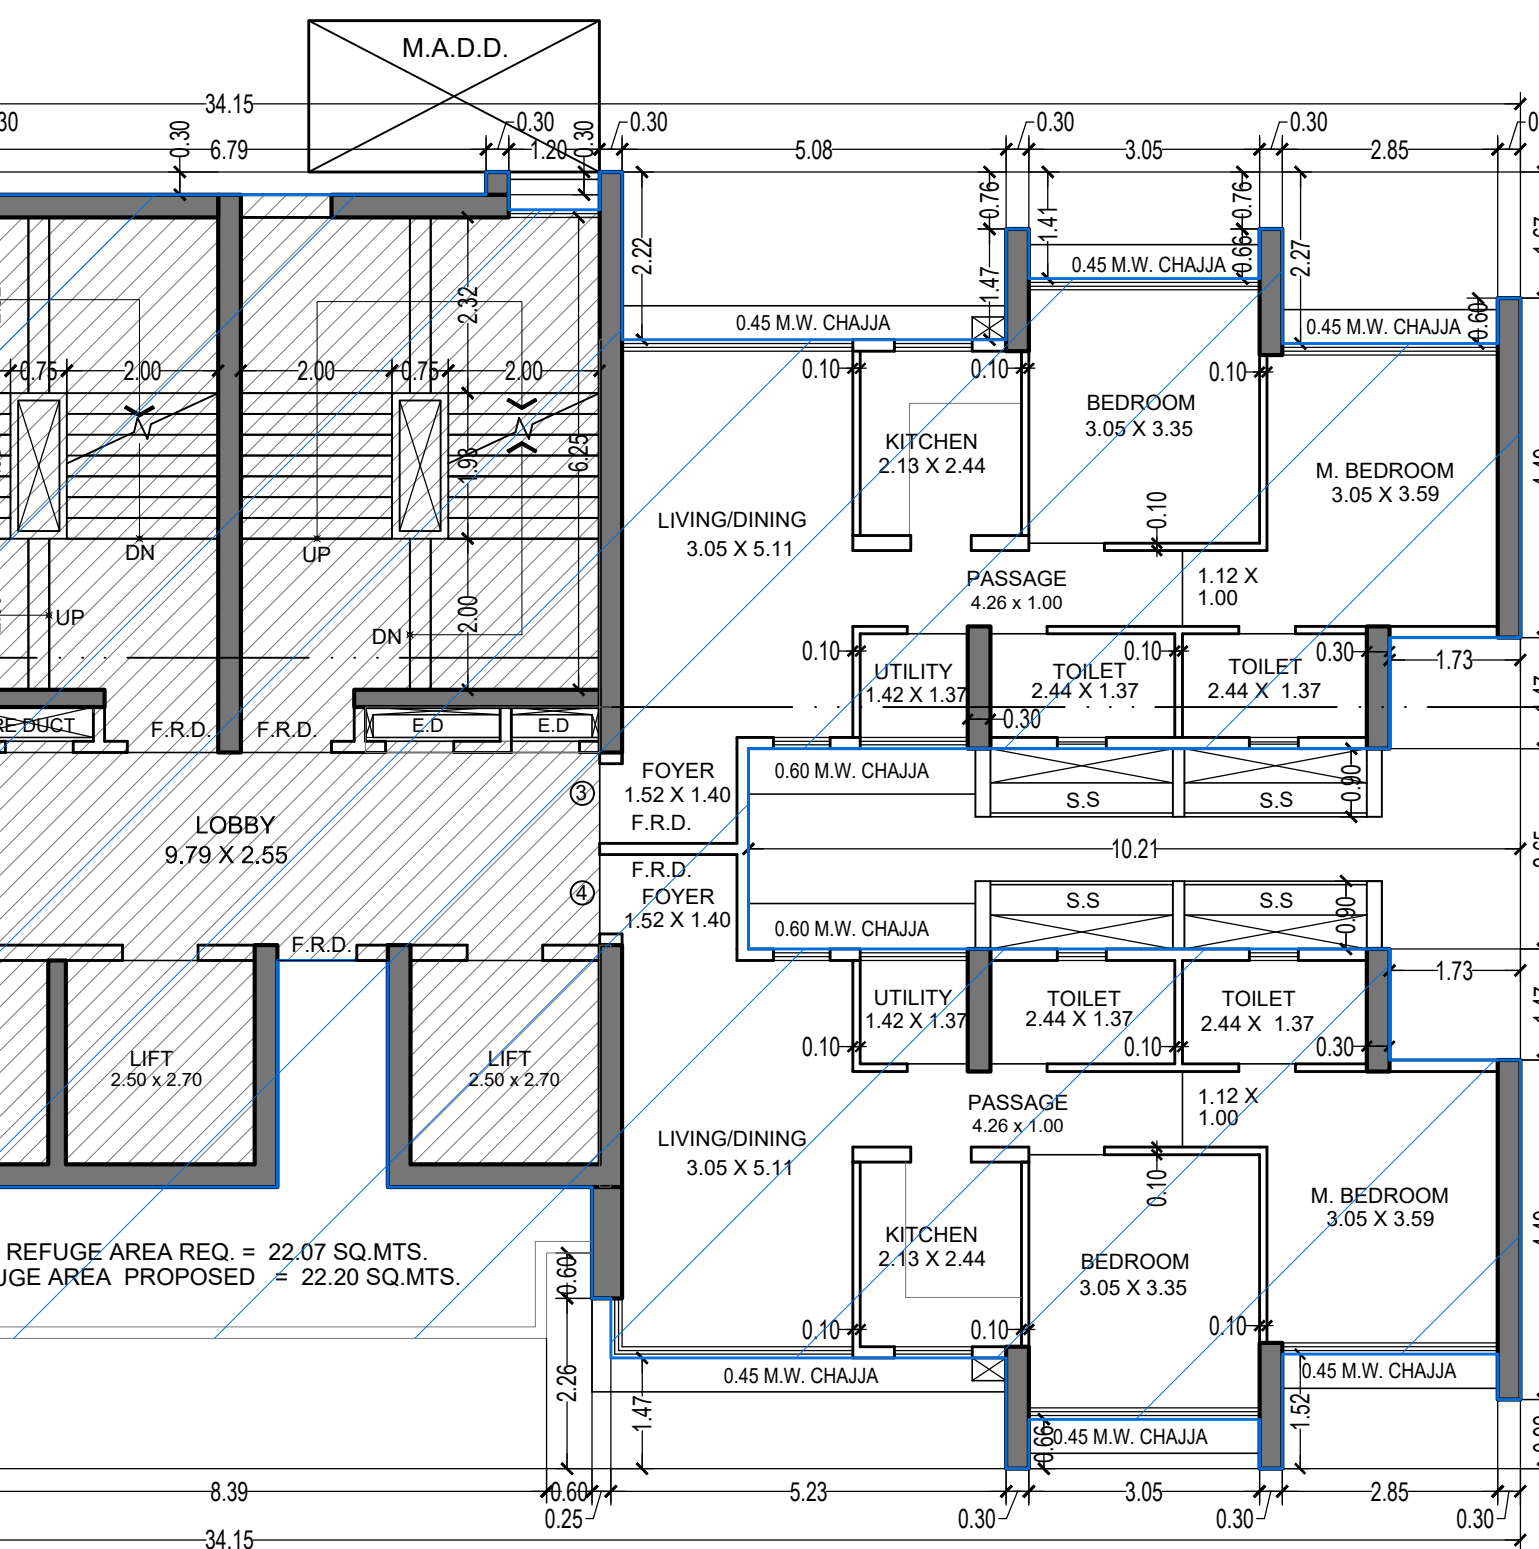 M.A.D.D.
34.15
30
0.30
6.79
0.30
1.20
0.30
0.30
5.08
0.30
3.05
0.30
2.85
2.22
0.76
1.47
1.41
0.76
0.66
2.27
0.60
0.45 M.W. CHAJJA
0.45 M.W. CHAJJA
0.45 M.W. CHAJJA
2.32
0.75
2.00
2.00
0.75
2.00
0.10
0.10
0.10
1.93
6.25
KITCHEN
2.13 X 2.44
BEDROOM
3.05 X 3.35
M. BEDROOM
3.05 X 3.59
LIVING/DINING
3.05 X 5.11
0.10
DN
UP
UP
DN
2.00
PASSAGE
4.26 x 1.00
1.12 X
1.00
0.10
UTILITY
1.42 X 1.37
TOILET
2.44 X 1.37
0.10
TOILET
2.44 X 1.37
0.30
1.73
0.30
RE DUCT
F.R.D.
F.R.D.
E.D
E.D
FOYER
1.52 X 1.40
F.R.D.
3
0.60 M.W. CHAJJA
S.S
S.S
0.90
LOBBY
9.79 X 2.55
10.21
4
F.R.D.
FOYER
1.52 X 1.40
0.60 M.W. CHAJJA
S.S
S.S
0.90
F.R.D.
1.73
UTILITY
1.42 X 1.37
TOILET
2.44 X 1.37
TOILET
2.44 X 1.37
0.10
0.10
0.30
LIFT
2.50 x 2.70
LIFT
2.50 x 2.70
PASSAGE
4.26 x 1.00
1.12 X
1.00
LIVING/DINING
3.05 X 5.11
0.10
M. BEDROOM
3.05 X 3.59
KITCHEN
2.13 X 2.44
BEDROOM
3.05 X 3.35
REFUGE AREA REQ. = 22.07 SQ.MTS.
UGE AREA PROPOSED = 22.20 SQ.MTS.
0.60
0.10
0.10
0.10
2.26
1.47
0.45 M.W. CHAJJA
0.45 M.W. CHAJJA
0.45 M.W. CHAJJA
0.66
1.52
8.39
0.60
5.23
3.05
2.85
0.25
0.30
0.30
0.30
34.15